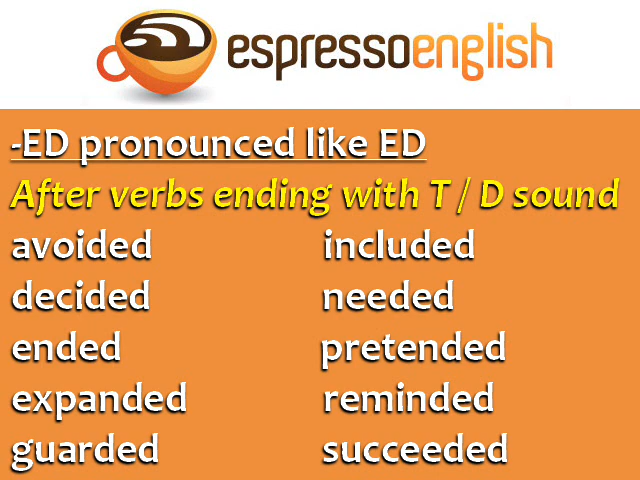 espressoenglish
-ED pronounced like ED
After verbs ending with T / D sound
avoided included
decided needed
ended pretended
expanded reminded
guarded succeeded